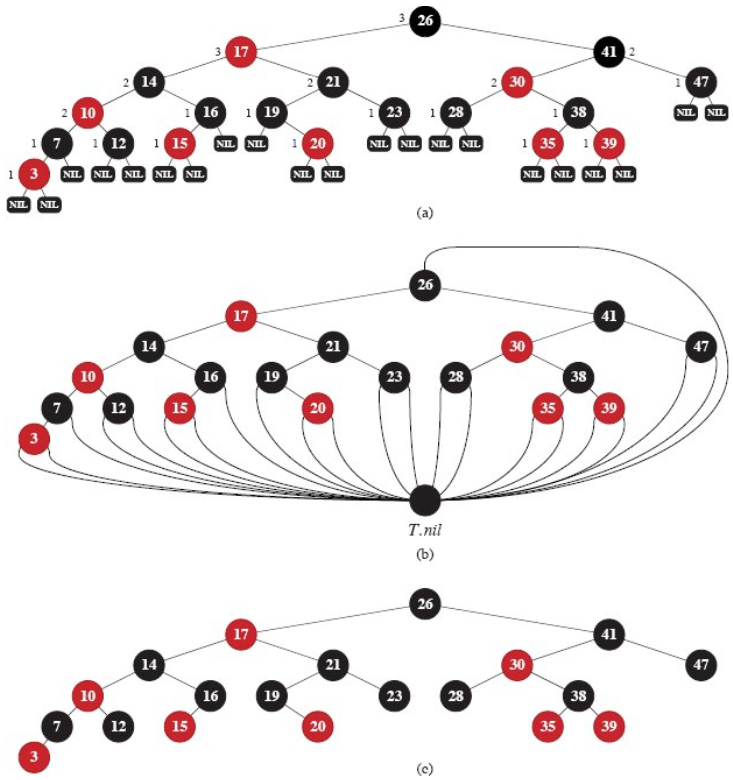 3 26
3 17 41 2
2 14 2 21 2 30 1 47
2 10 1 16 1 19 1 23 1 28 1 38 NIL NIL
1 7 1 12 1 15 NIL NIL 1 20 NIL NIL NIL NIL 1 35 1 39
1 3 NIL NIL NIL NIL NIL NIL NIL NIL NIL NIL NIL
NIL NIL
(a)
26
17 41
14 21 30 47
10 16 19 23 28 38
7 12 15 20 35 39
3
T.nil
(b)
26
17 41
14 21 30 47
10 16 19 23 28 38
7 12 15 20 35 39
3
(c)